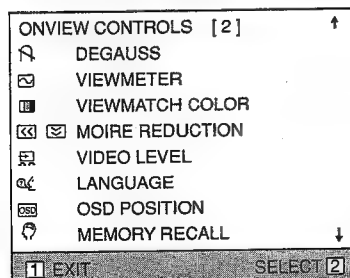 ONVIEW CONTROLS [2]
DEGAUSS
VIEWMETER
VIEWMATCH COLOR
MOIRE REDUCTION
VIDEO LEVEL
LANGUAGE
OSD OSD POSITION
MEMORY RECALL
1 EXIT SELECT 2